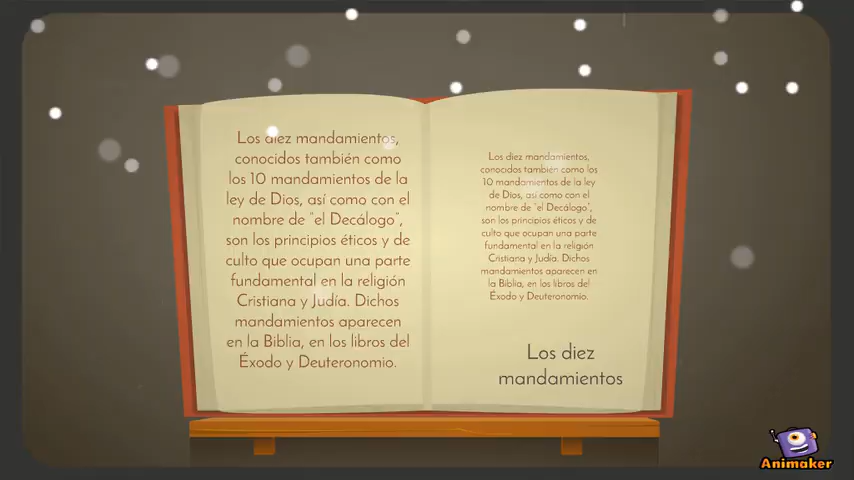 Los diez mandamientos,
conocidos también como
los 10 mandamientos de la
ley de Dios, así como con el
nombre de "el Decálogo",
son los principios éticos y de
culto que ocupan una parte
fundamental en la religión
Cristiana y Judía. Dichos
mandamientos aparecen
en la Biblia, en los libros del
Éxodo y Deuteronomio.
Los diez mandamientos,
conocidos también como los
10 mandamientos de la ley
de Dios, así como con el
nombre de "el Decálogo",
son los principios éticos y de
culto que ocupan una parte
fundamental en la religión
Cristiana y Judía. Dichos
mandamientos aparecen en
la Biblia, en los libros del
Éxodo y Deuteronomio.
Los diez
mandamientos
Animaker